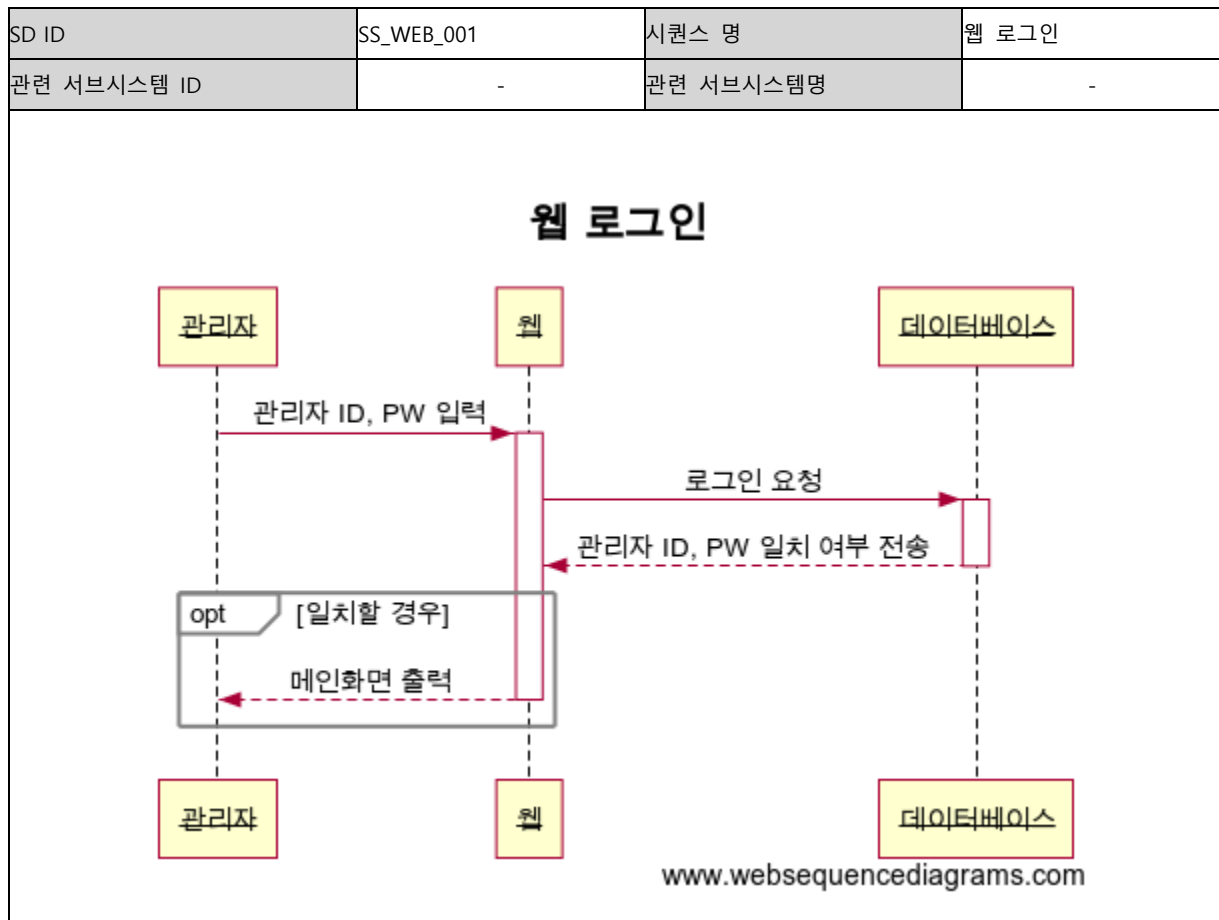 SD ID SS_WEB_001 시퀀스 명 웹 로그인
관련 서브시스템 ID - 관련 서브시스템명 -
웹 로그인
관리자 웹 데이터베이스
관리자 ID, PW 입력
로그인 요청
관리자 ID, PW 일치 여부 전송
opt [일치할 경우]
메인화면 출력
관리자 웹 데이터베이스
www.websequencediagrams.com